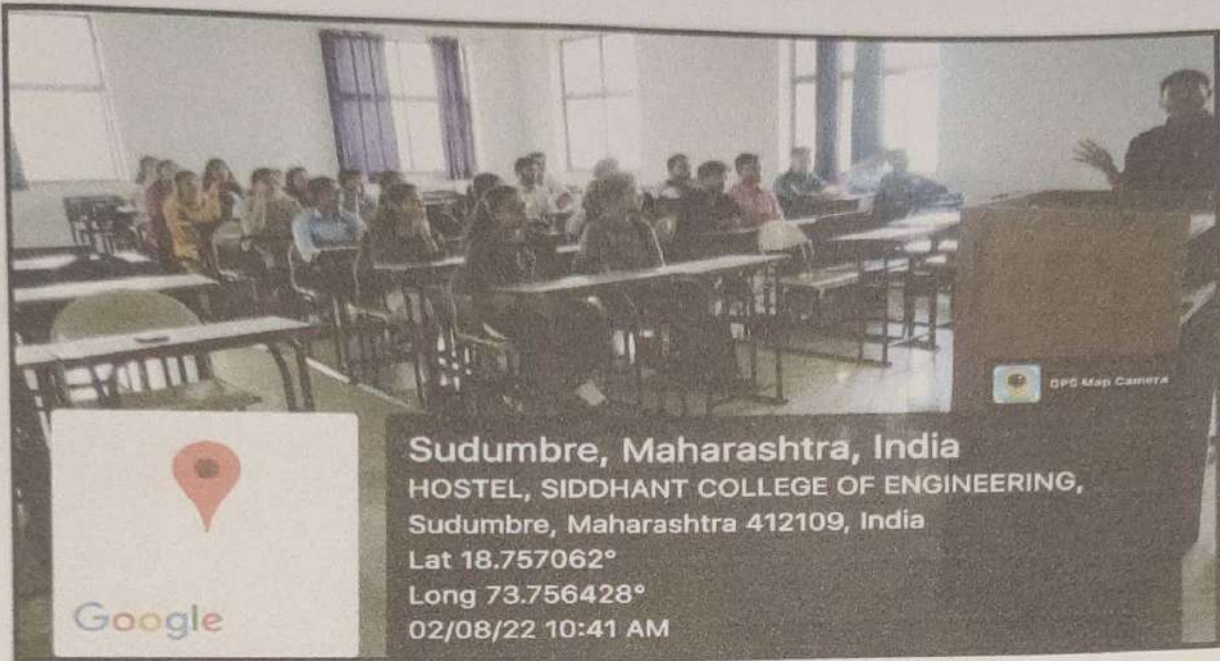 GPS Map Camera
Sudumbre, Maharashtra, India
HOSTEL, SIDDHANT COLLEGE OF ENGINEERING,
Sudumbre, Maharashtra 412109, India
Lat 18.757062°
Long 73.756428°
02/08/22 10:41 AM
Google